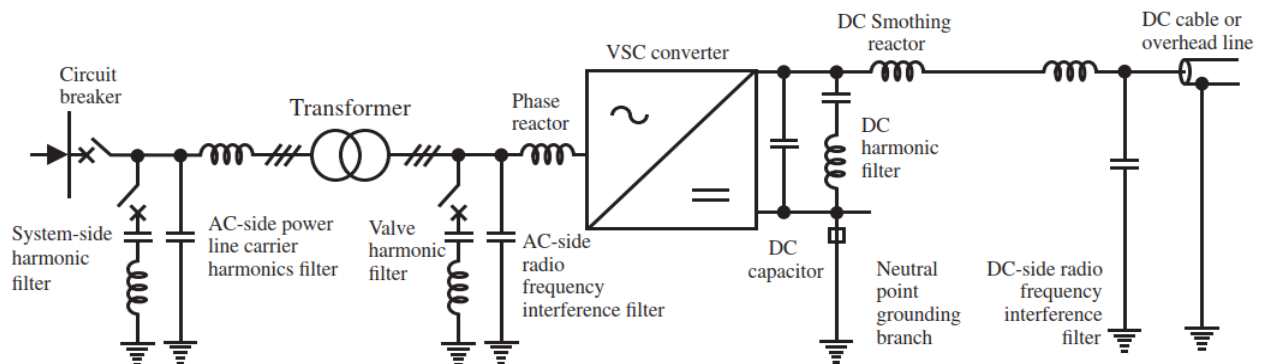 Circuit
breaker
System-side
harmonic
filter
AC-side power
line carrier
harmonics filter
Transformer
Valve
harmonic
filter
AC-side
radio
frequency
interference filter
Phase
reactor
VSC converter
DC
capacitor
DC Smothing
reactor
DC
harmonic
filter
Neutral
point
grounding
branch
DC-side radio
frequency
interference
filter
DC cable or
overhead line